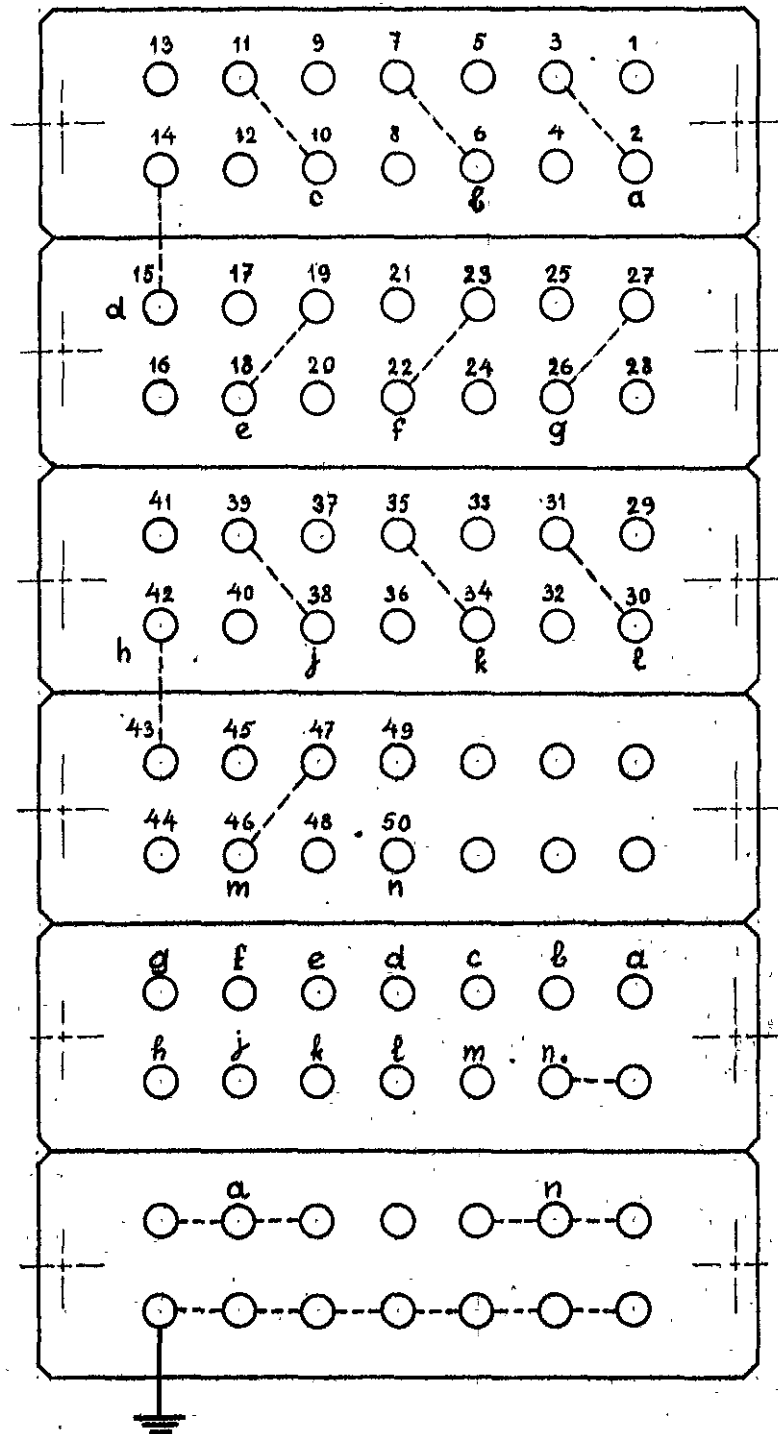 13 11 9 7 5 3 1
14 12 10 8 6 4 2
c b a
15 17 19 21 23 25 27
d
16 18 20 22 24 26 28
e f g
41 39 37 35 33 31 29
42 40 38 36 34 32 30
h j k l
43 45 47 49
44 46 48 50
m n
g f e d c b a
h j k l m n
a n